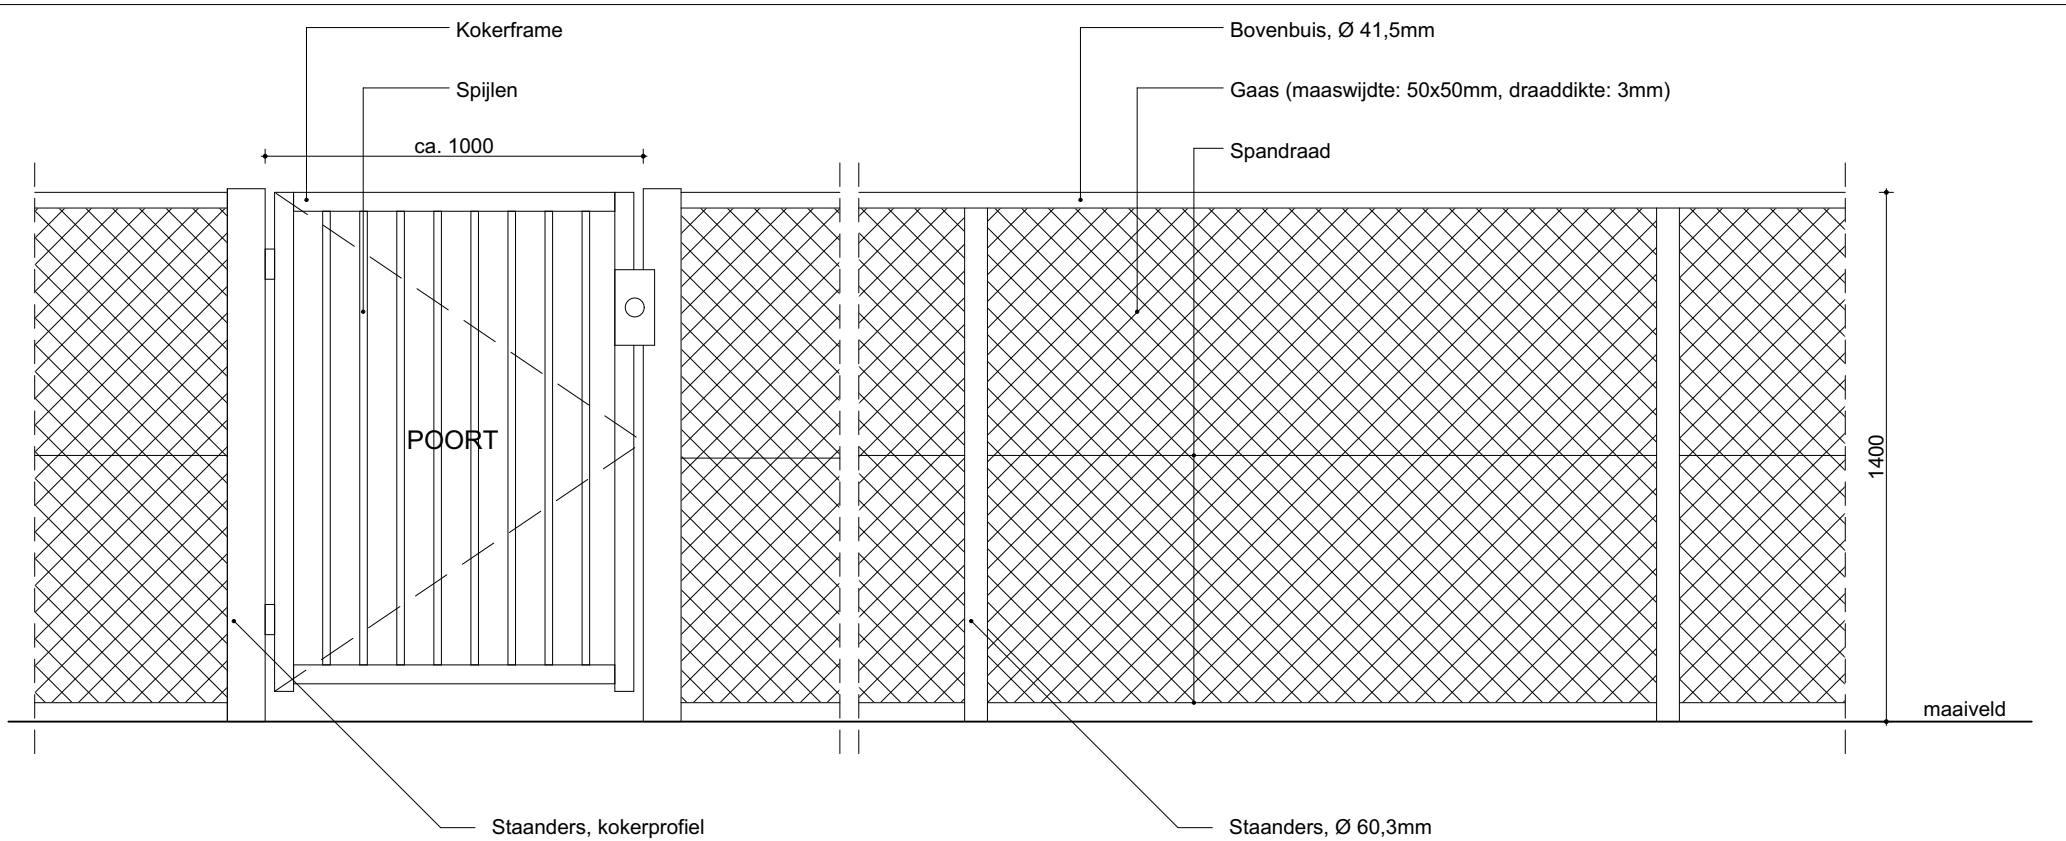 Kokerframe
Bovenbuis, Ø 41,5mm
Spijlen
Gaas (maaswijdte: 50x50mm, draaddikte: 3mm)
ca. 1000
Spandraad
POORT
1400
maaiveld
Staanders, kokerprofiel
Staanders, Ø 60,3mm